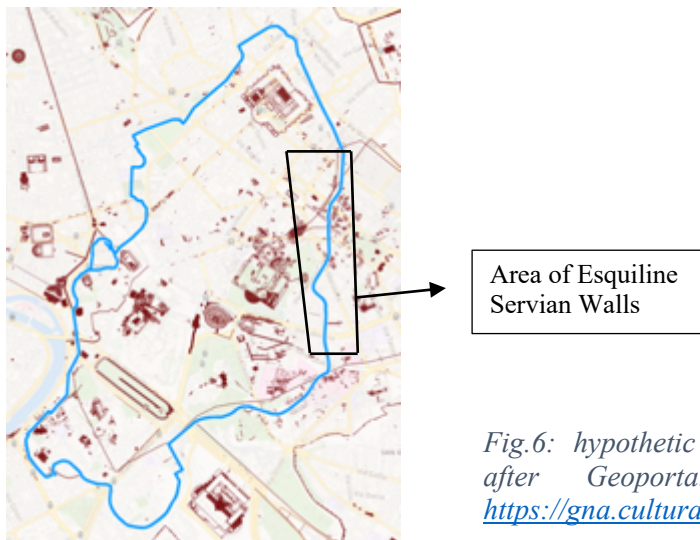 Area of Esquiline
Servian Walls
Fig.6: hypothetic
after Geoporta
https://gna.cultura